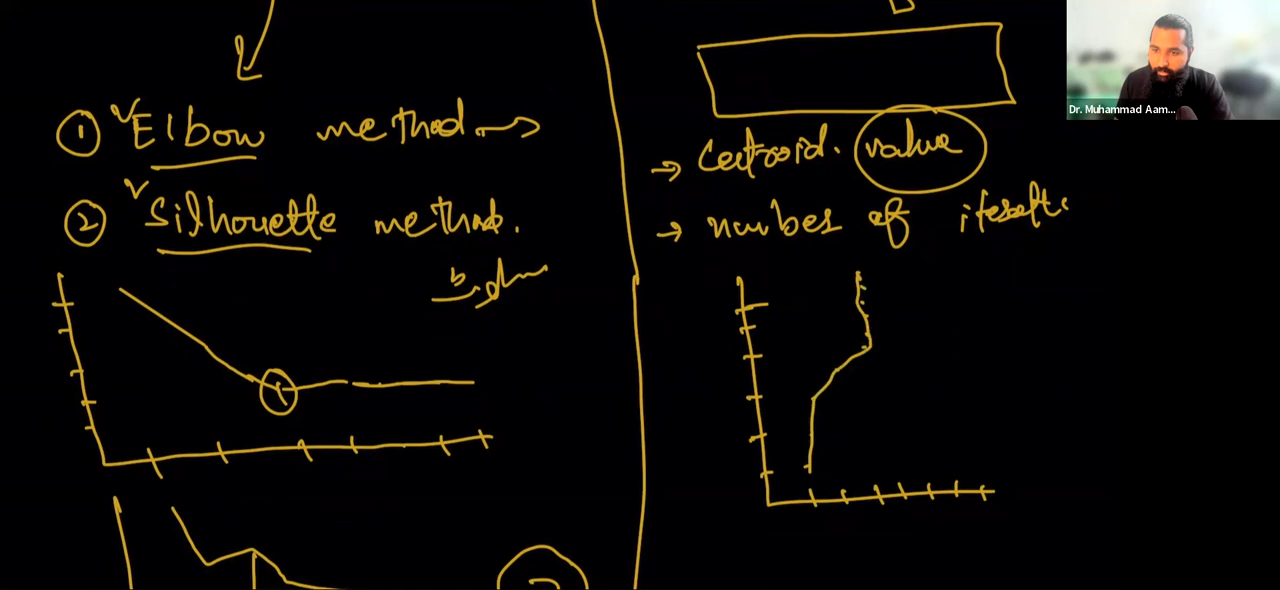 ① Elbow method
② Silhouette method.
Centroid. value
number of
Dr. Muhammad Aam...